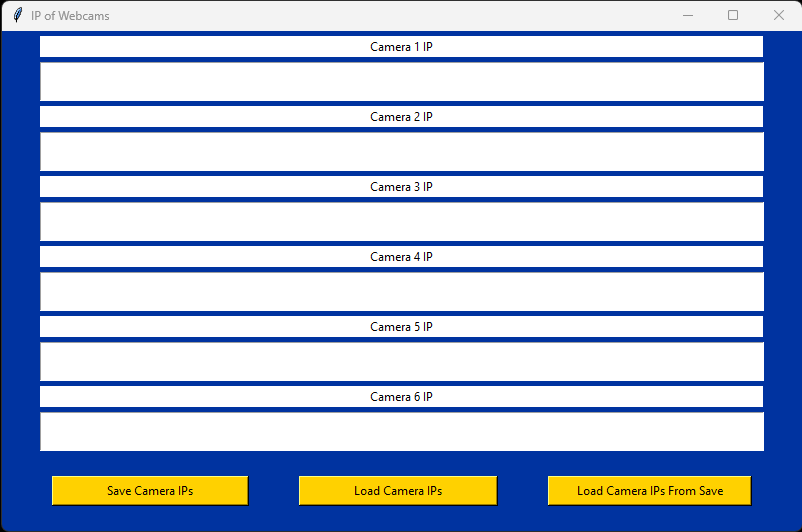 IP of Webcams
Camera 1 IP
Camera 2 IP
Camera 3 IP
Camera 4 IP
Camera 5 IP
Camera 6 IP
Save Camera IPs
Load Camera IPs
Load Camera IPs From Save